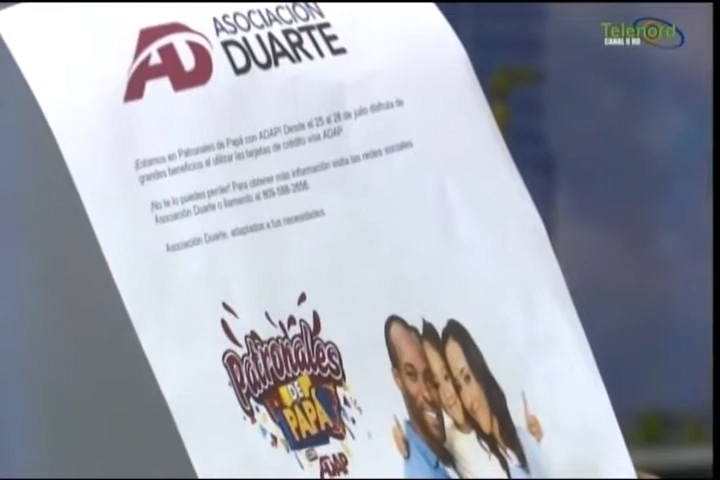 Telenord
CANAL 8 RD
ASOCIACIÓN
DUARTE
¡Estamos en Patronales de Papá con ADAP! Desde el 25 al 28 de julio disfruta de
grandes beneficios al utilizar las tarjetas de crédito visa ADAP.
¡No te lo puedes perder! Para obtener más información visita las redes sociales
Asociación Duarte o llamando al 809-588-2656.
Asociación Duarte, adaptados a tus necesidades.
Patronales
DE
PAPÁ
ADAP